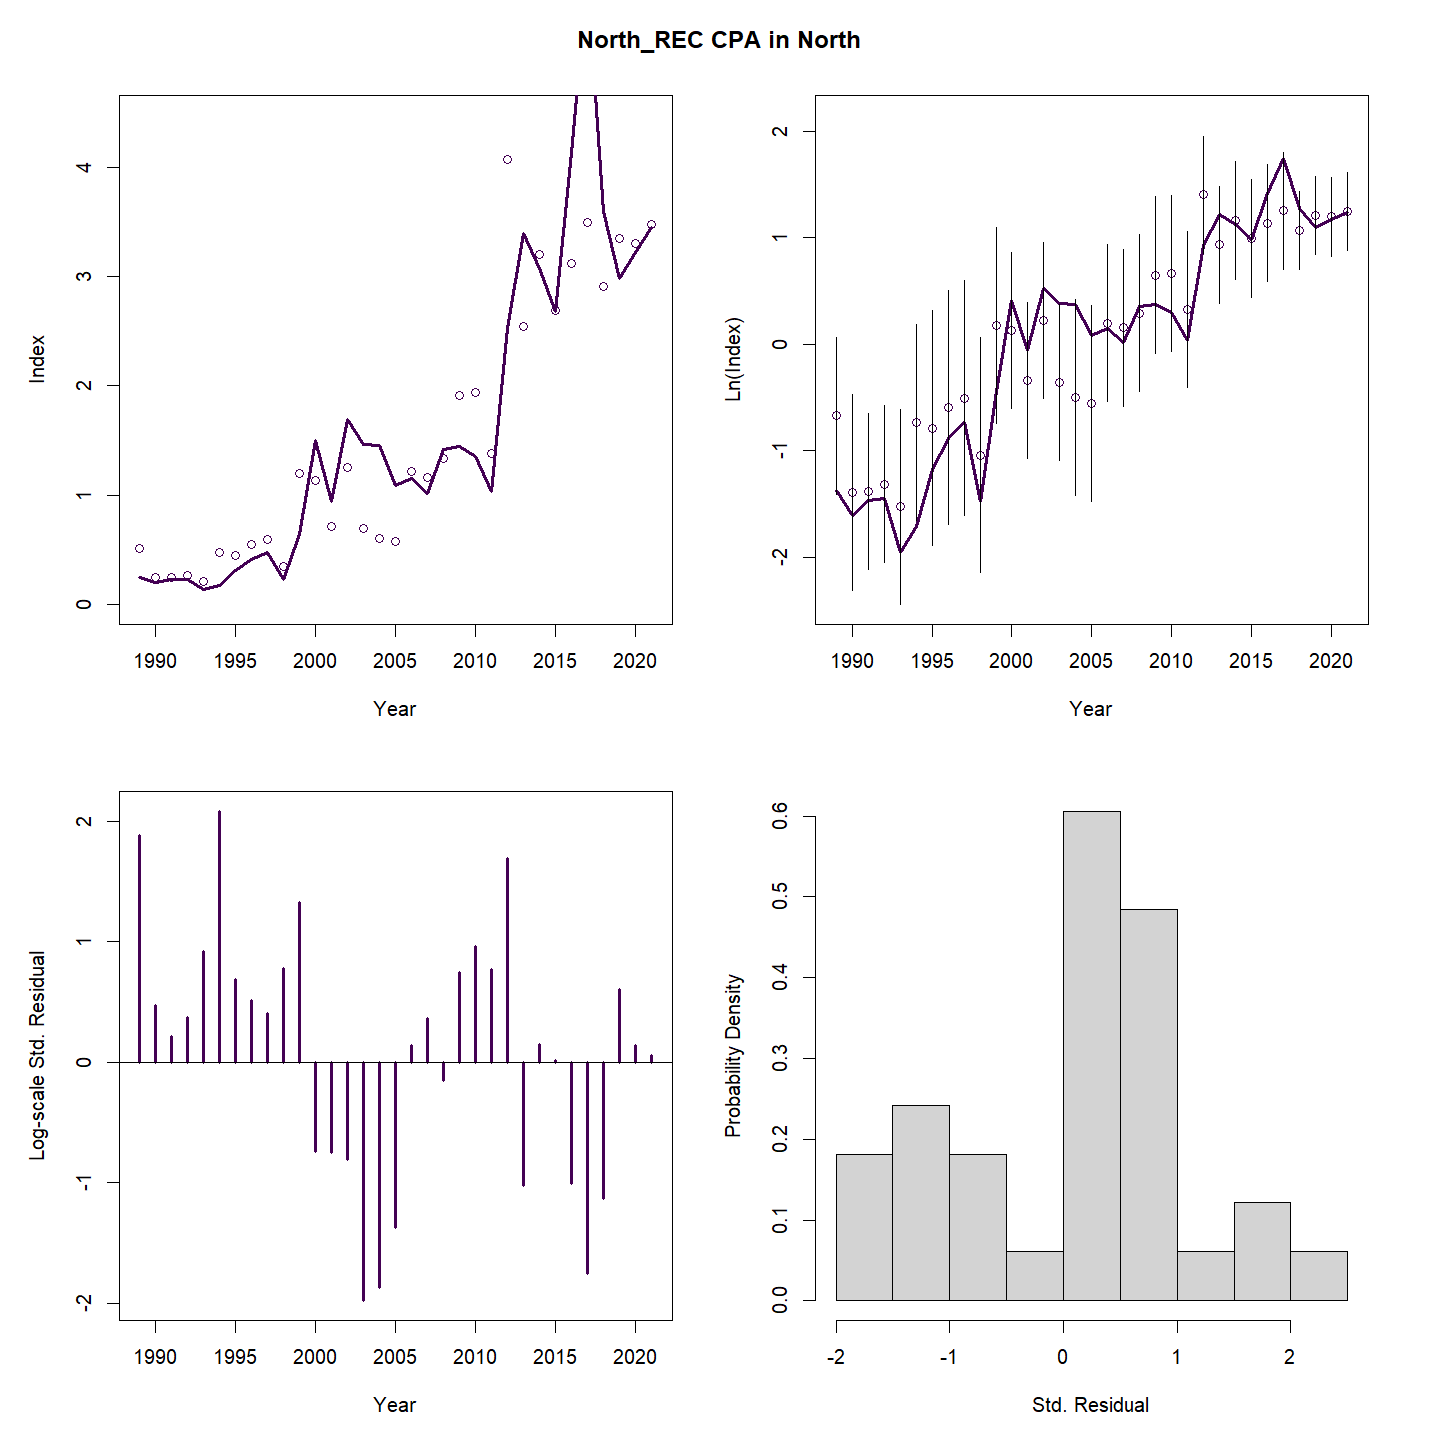 North_REC CPA in North
Index
4
3
2
1
0
1990 1995 2000 2005 2010 2015 2020
Year
Ln(Index)
2
1
0
-1
-2
1990 1995 2000 2005 2010 2015 2020
Year
Log-scale Std. Residual
2
1
0
-1
-2
1990 1995 2000 2005 2010 2015 2020
Year
Probability Density
0.6
0.5
0.4
0.3
0.2
0.1
0.0
-2 -1 0 1 2
Std. Residual